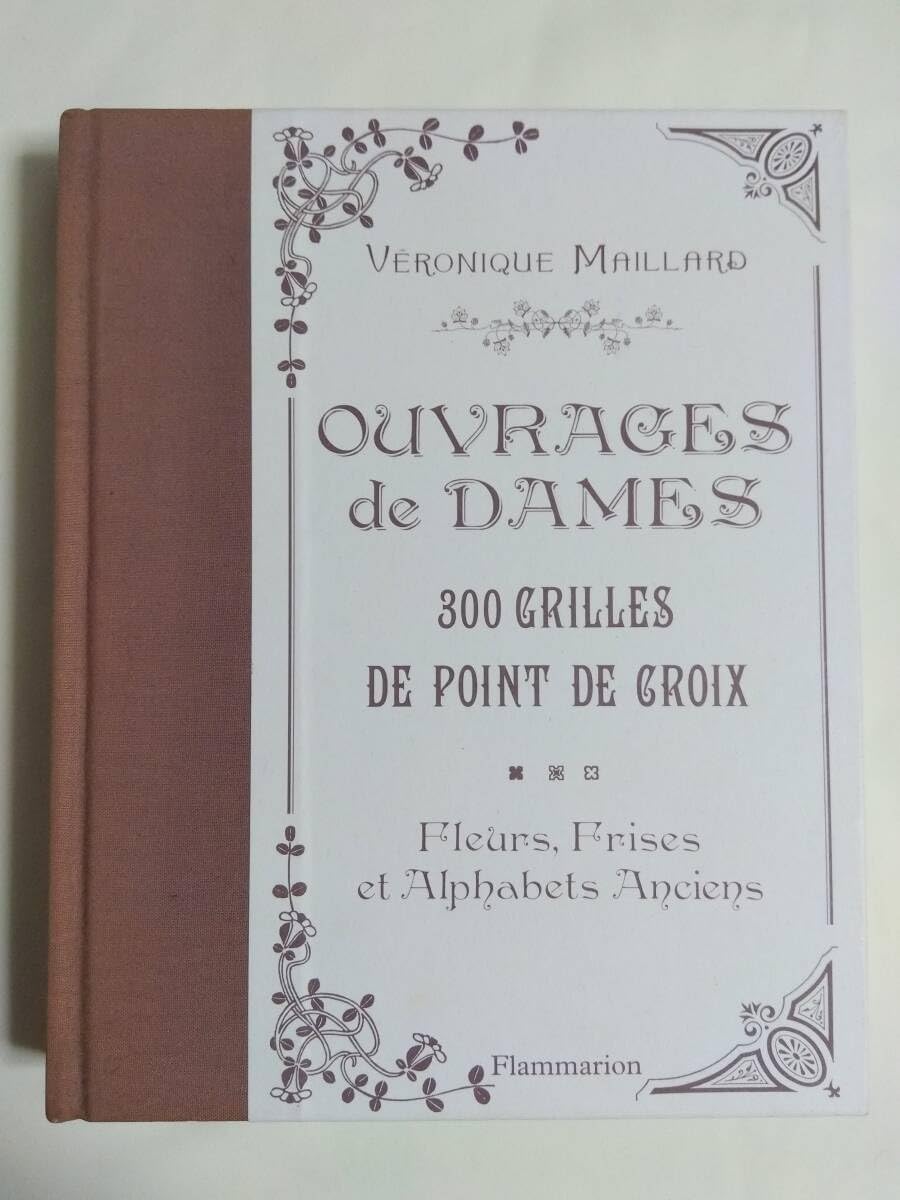 Véronique Maillard
OUVRAGES
de DAMES
300 GRILLES
DE POINT DE CROIX
Fleurs, Frises
et Alphabets Anciens
Flammarion